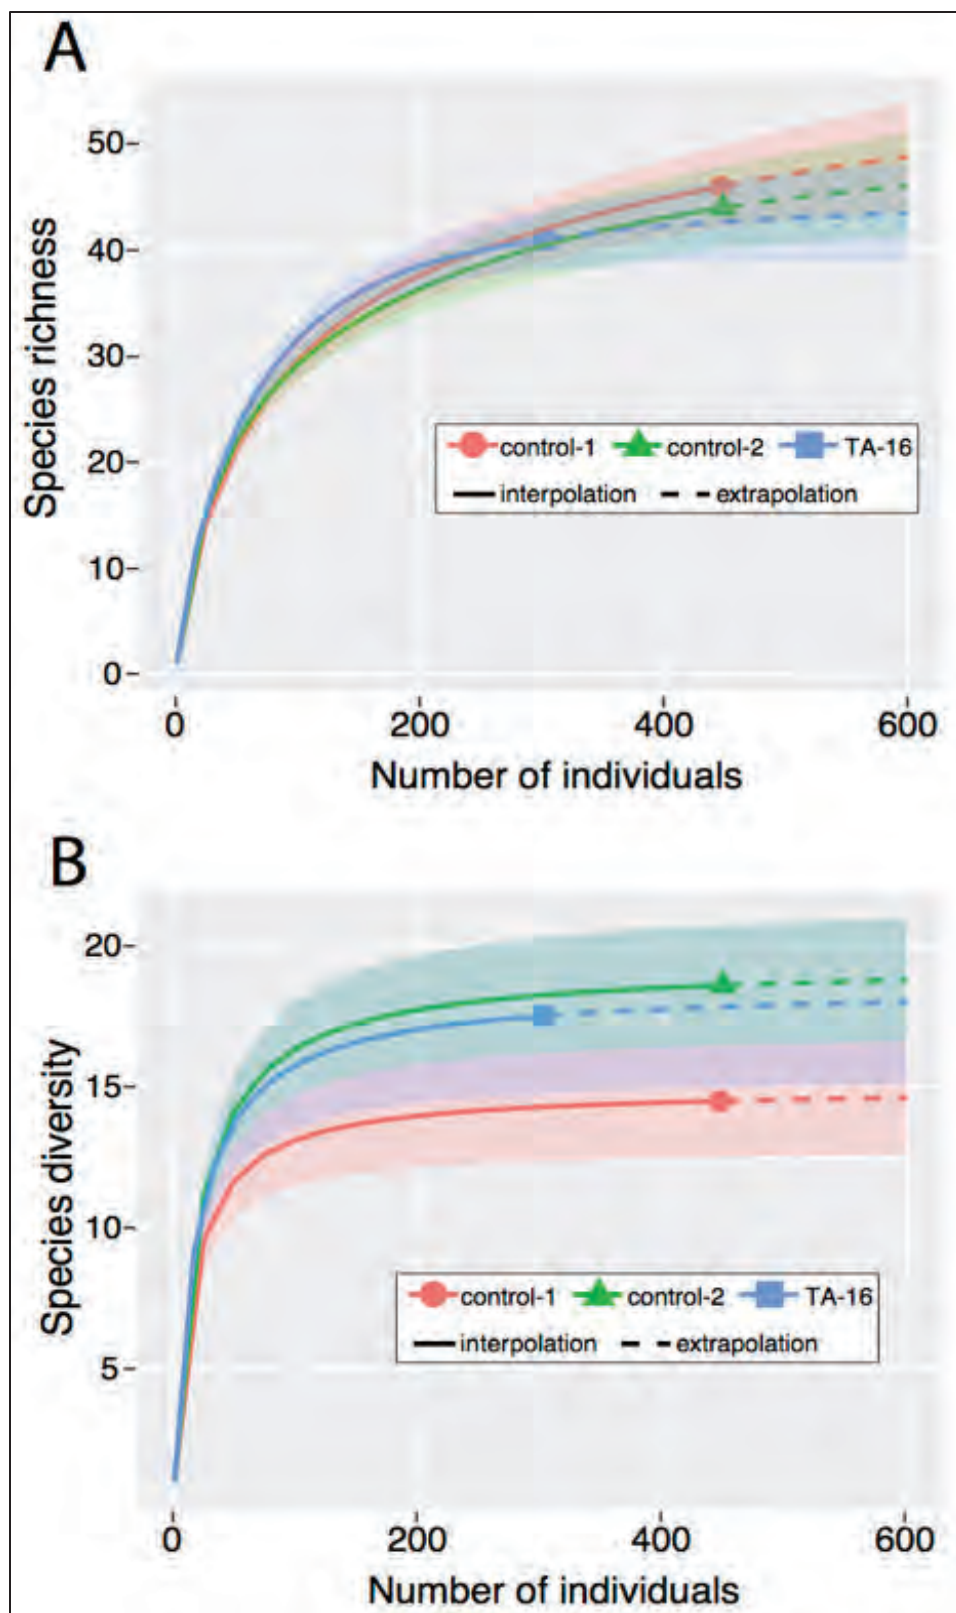 A
Species richness
50
40
30
20
10
0
control-1 control-2 TA-16
interpolation extrapolation
0 200 400 600
Number of individuals
B
Species diversity
20
15
10
5
control-1 control-2 TA-16
interpolation extrapolation
0 200 400 600
Number of individuals